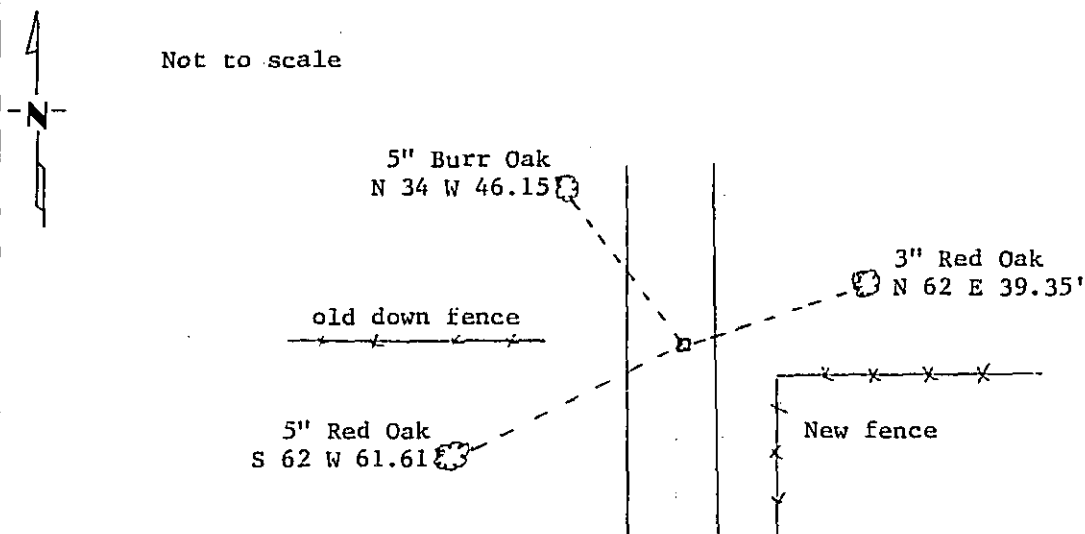 Not to scale
-N-
5" Burr Oak
N 34 W 46.15
3" Red Oak
N 62 E 39.35'
old down fence
5" Red Oak
S 62 W 61.61
New fence